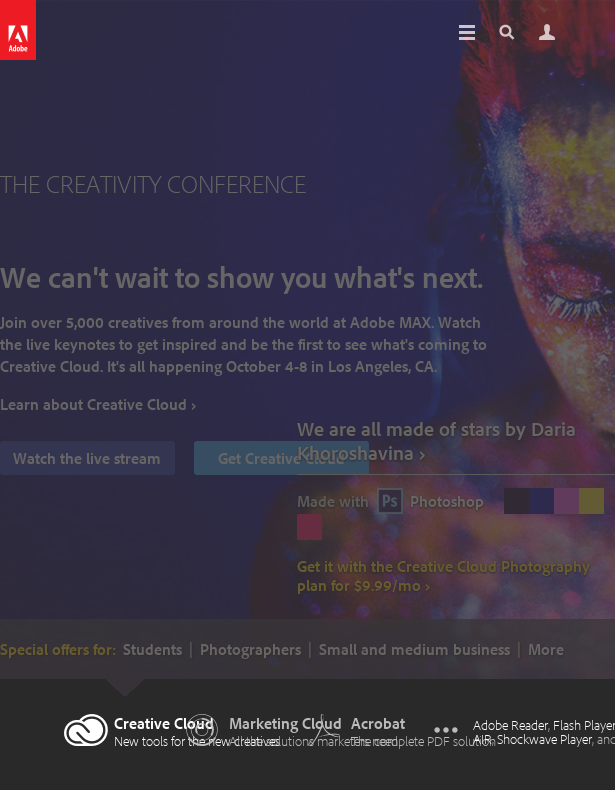 Adobe
THE CREATIVITY CONFERENCE
We can't wait to show you what's next.
Join over 5,000 creatives from around the world at Adobe MAX. Watch
the live keynotes to get inspired and be the first to see what's coming to
Creative Cloud. It's all happening October 4-8 in Los Angeles, CA.
Learn about Creative Cloud ›
Watch the live stream
Get Creative Cloud
We are all made of stars by Daria
Khoroshavina ›
Made with Ps Photoshop
Get it with the Creative Cloud Photography
plan for $9.99/mo ›
Special offers for: Students | Photographers | Small and medium business | More
Creative Cloud
New tools for the new creatives
Marketing Cloud
All the solutions marketers need
Acrobat
The complete PDF solution
Adobe Reader, Flash Player
AIR, Shockwave Player, and